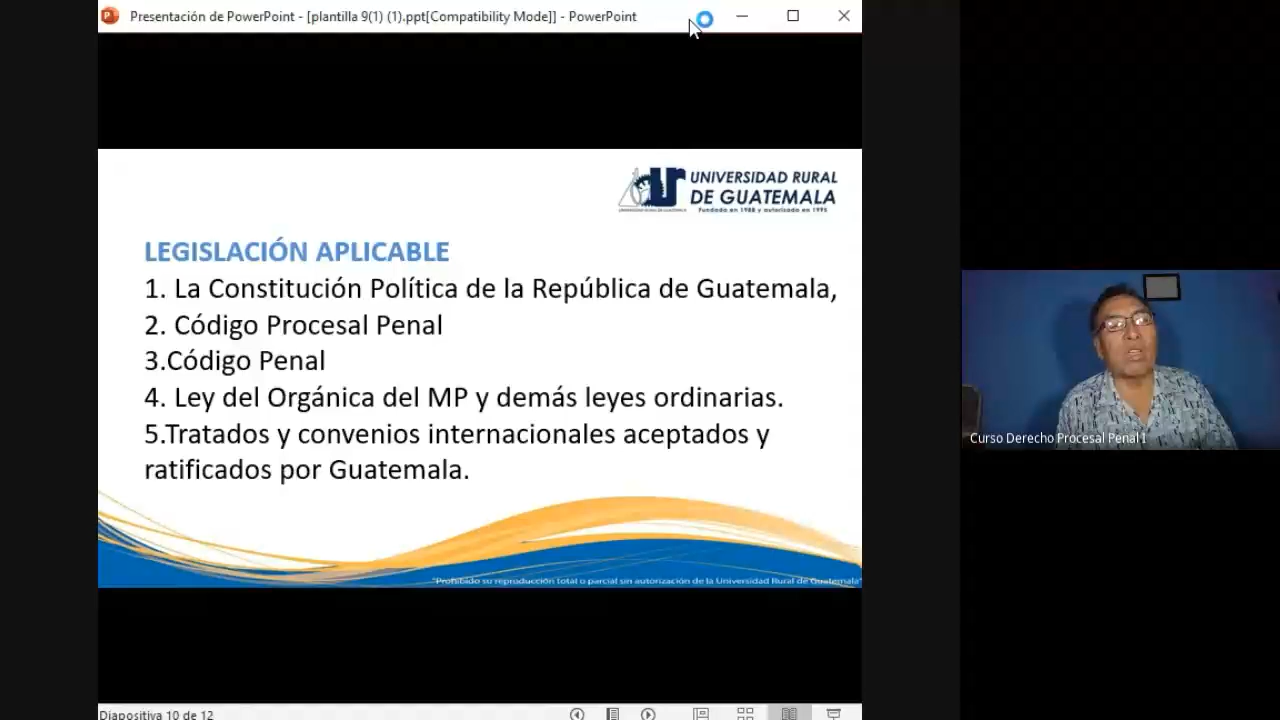 Presentación de PowerPoint - [plantilla 9(1) (1).ppt[Compatibility Mode]] - PowerPoint
UNIVERSIDAD RURAL
DE GUATEMALA
Fundada en 1988 y autorizada en 1995
LEGISLACIÓN APLICABLE
1. La Constitución Política de la República de Guatemala,
2. Código Procesal Penal
3.Código Penal
4. Ley del Orgánica del MP y demás leyes ordinarias.
5.Tratados y convenios internacionales aceptados y
ratificados por Guatemala.
"Prohibido su reproducción total o parcial sin autorización de la Universidad Rural de Guatemala"
Curso Derecho Procesal Penal I
Diapositiva 10 de 12